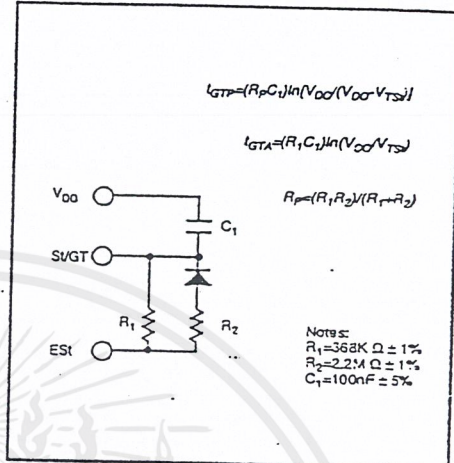 t_GTP=(R_PC_1)ln[V_DD/(V_DD-V_TSt)]
t_GTA=(R_1C_1)ln(V_DD/V_TSt)
R_P=(R_1R_2)/(R_1+R_2)
V_DD
C_1
St/GT
R_1
R_2
ESt
Notes:
R_1=368K Ω ± 1%
R_2=2.2M Ω ± 1%
C_1=100nF ± 5%